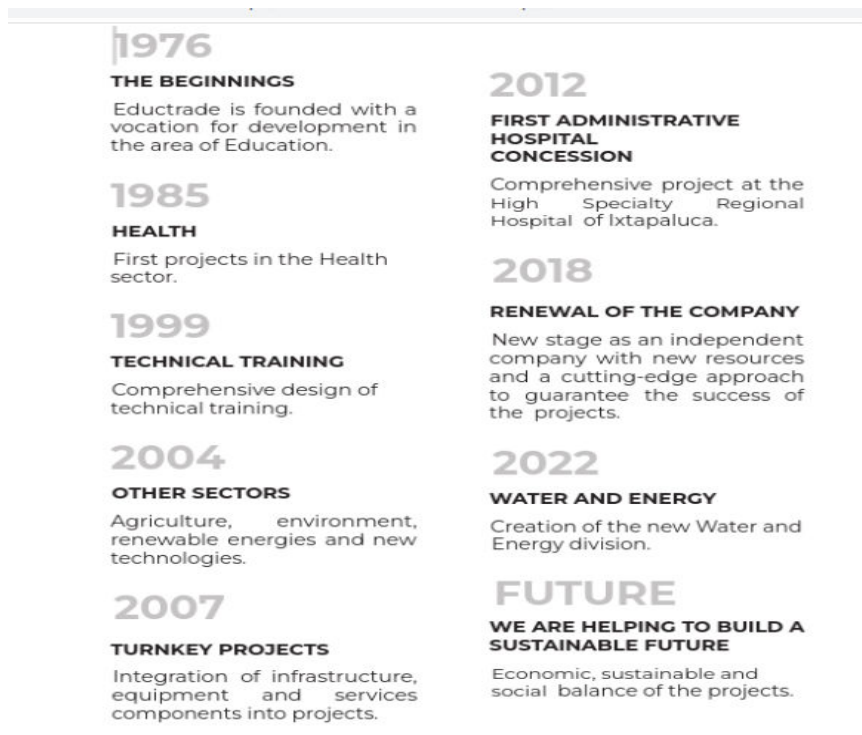 1976
THE BEGINNINGS
Eductrade is founded with a
vocation for development in
the area of Education.
1985
HEALTH
First projects in the Health
sector.
1999
TECHNICAL TRAINING
Comprehensive design of
technical training.
2004
OTHER SECTORS
Agriculture, environment,
renewable energies and new
technologies.
2007
TURNKEY PROJECTS
Integration of infrastructure,
equipment and services
components into projects.
2012
FIRST ADMINISTRATIVE
HOSPITAL
CONCESSION
Comprehensive project at the
High Specialty Regional
Hospital of Ixtapaluca.
2018
RENEWAL OF THE COMPANY
New stage as an independent
company with new resources
and a cutting-edge approach
to guarantee the success of
the projects.
2022
WATER AND ENERGY
Creation of the new Water and
Energy division.
FUTURE
WE ARE HELPING TO BUILD A
SUSTAINABLE FUTURE
Economic, sustainable and
social balance of the projects.